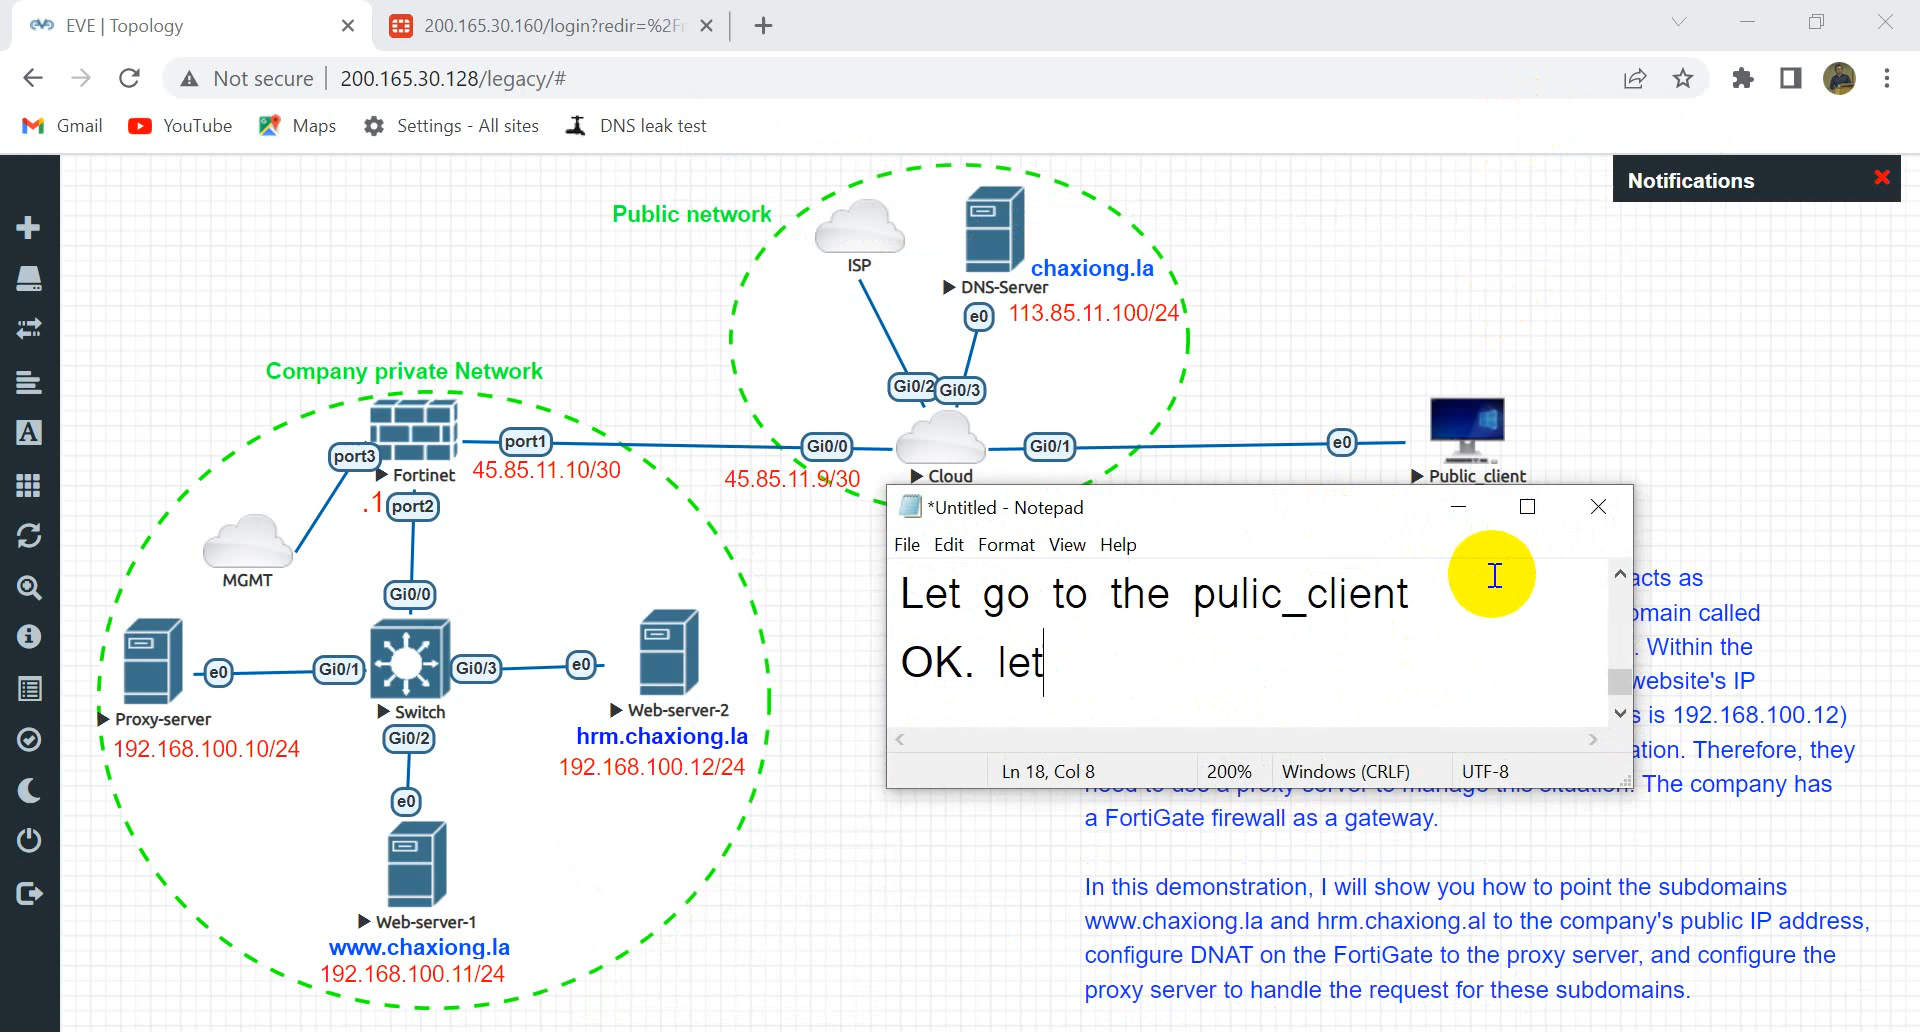 EVE | Topology
200.165.30.160/login?redir=%2F
Not secure
200.165.30.128/legacy/#
Gmail
YouTube
Maps
Settings - All sites
DNS leak test
Notifications
Public network
ISP
DNS-Server
chaxiong.la
e0
113.85.11.100/24
Gi0/2
Gi0/3
Company private Network
port3
Fortinet
port1
45.85.11.10/30
Gi0/0
45.85.11.9/30
Cloud
Gi0/1
e0
Public_client
.1
port2
MGMT
Gi0/0
e0
Gi0/1
Gi0/3
e0
Proxy-server
192.168.100.10/24
Switch
Gi0/2
Web-server-2
hrm.chaxiong.la
192.168.100.12/24
e0
Web-server-1
www.chaxiong.la
192.168.100.11/24
*Untitled - Notepad
File Edit Format View Help
Let go to the pulic_client
OK. let
Ln 18, Col 8
200%
Windows (CRLF)
UTF-8
acts as
omain called
. Within the
website's IP
s is 192.168.100.12)
ation. Therefore, they
need to use a proxy server to manage this situation. The company has
a FortiGate firewall as a gateway.
In this demonstration, I will show you how to point the subdomains
www.chaxiong.la and hrm.chaxiong.al to the company's public IP address,
configure DNAT on the FortiGate to the proxy server, and configure the
proxy server to handle the request for these subdomains.